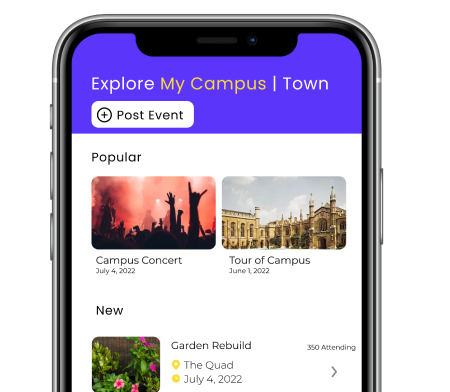 Explore My Campus | Town
Post Event
Popular
Campus Concert
July 4, 2022
Tour of Campus
June 1, 2022
New
Garden Rebuild
350 Attending
The Quad
July 4, 2022